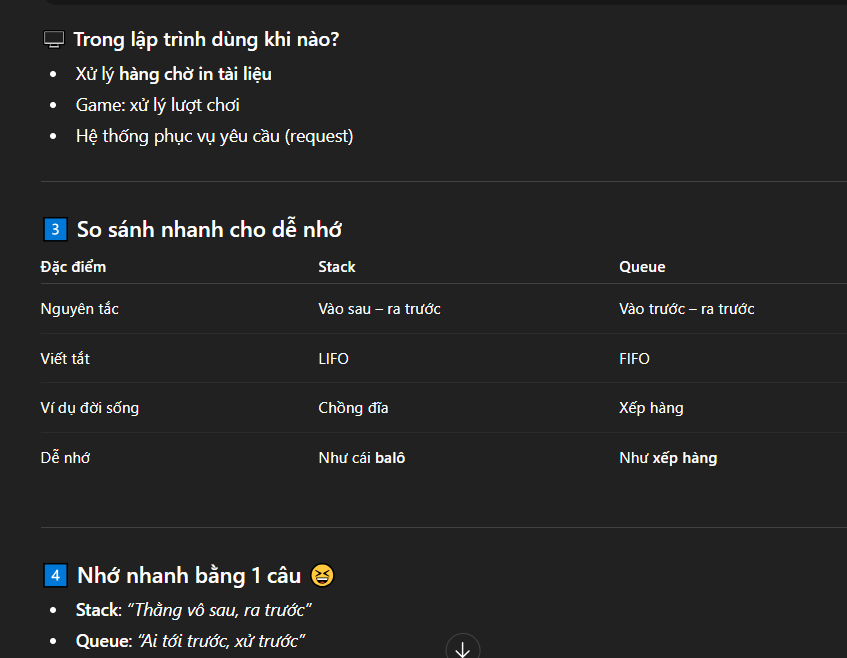 🖥️ Trong lập trình dùng khi nào?
• Xử lý hàng chờ in tài liệu
• Game: xử lý lượt chơi
• Hệ thống phục vụ yêu cầu (request)
3 So sánh nhanh cho dễ nhớ
Đặc điểm Stack Queue
Nguyên tắc Vào sau – ra trước Vào trước – ra trước
Viết tắt LIFO FIFO
Ví dụ đời sống Chồng đĩa Xếp hàng
Dễ nhớ Như cái balô Như xếp hàng
4 Nhớ nhanh bằng 1 câu 😆
• Stack: “Thằng vô sau, ra trước”
• Queue: “Ai tới trước, xử trước”